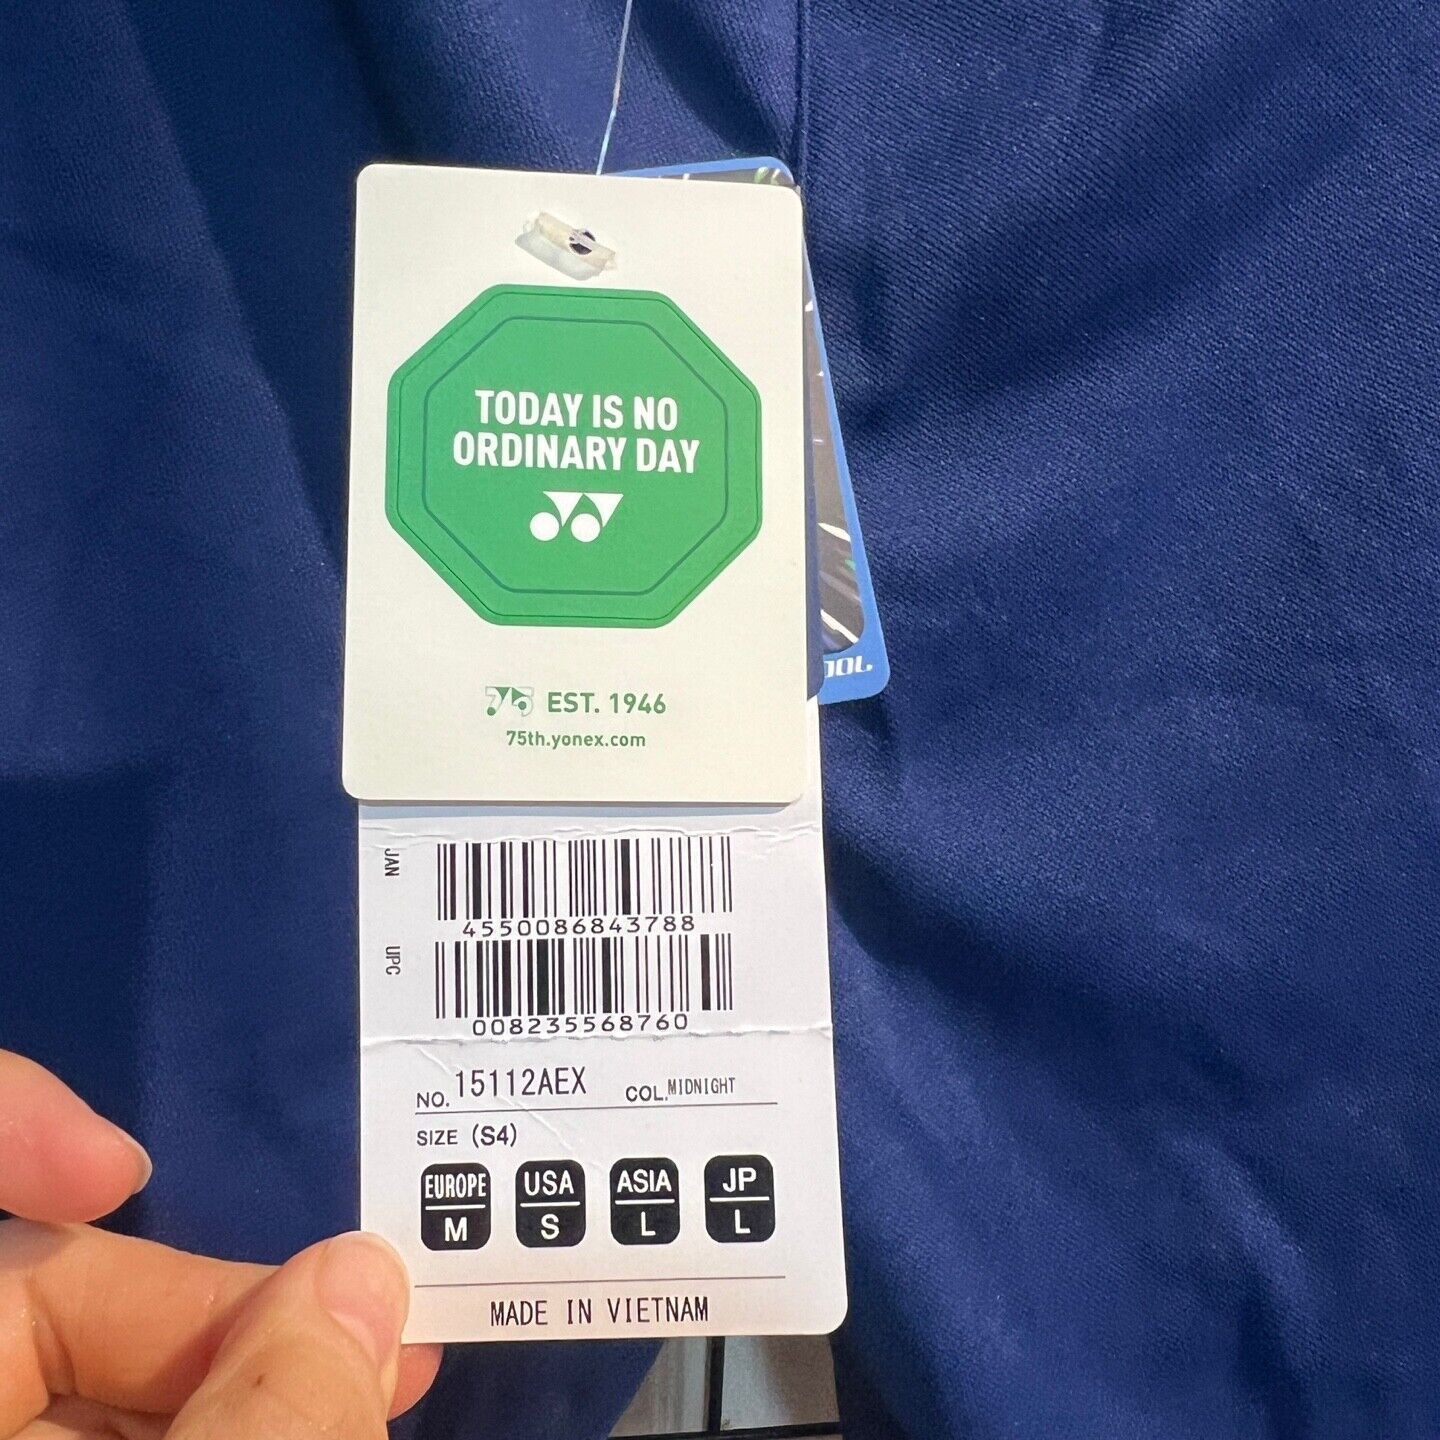 TODAY IS NO
ORDINARY DAY
75 EST. 1946
75th.yonex.com
JAN
4550086843788
UPC
008235568760
NO. 15112AEX COL. MIDNIGHT
SIZE (S4)
EUROPE USA ASIA JP
M S L L
MADE IN VIETNAM